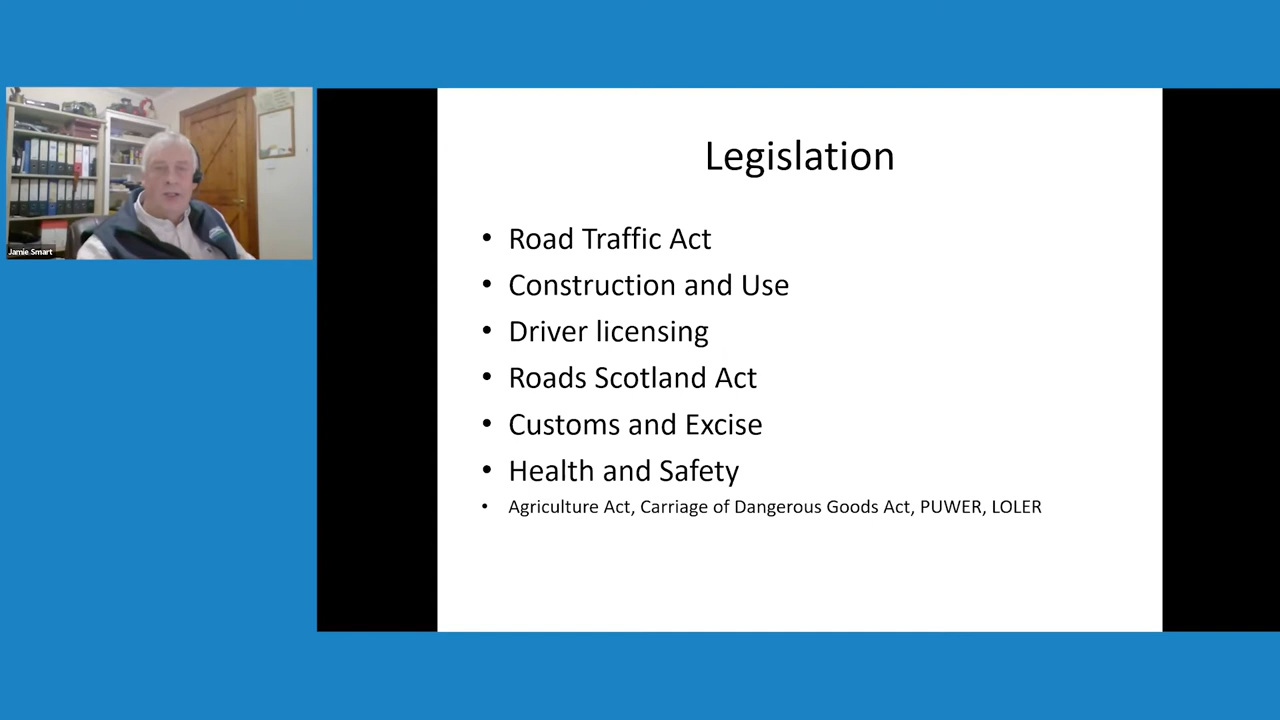 Jamie Smart
Legislation
• Road Traffic Act
• Construction and Use
• Driver licensing
• Roads Scotland Act
• Customs and Excise
• Health and Safety
• Agriculture Act, Carriage of Dangerous Goods Act, PUWER, LOLER